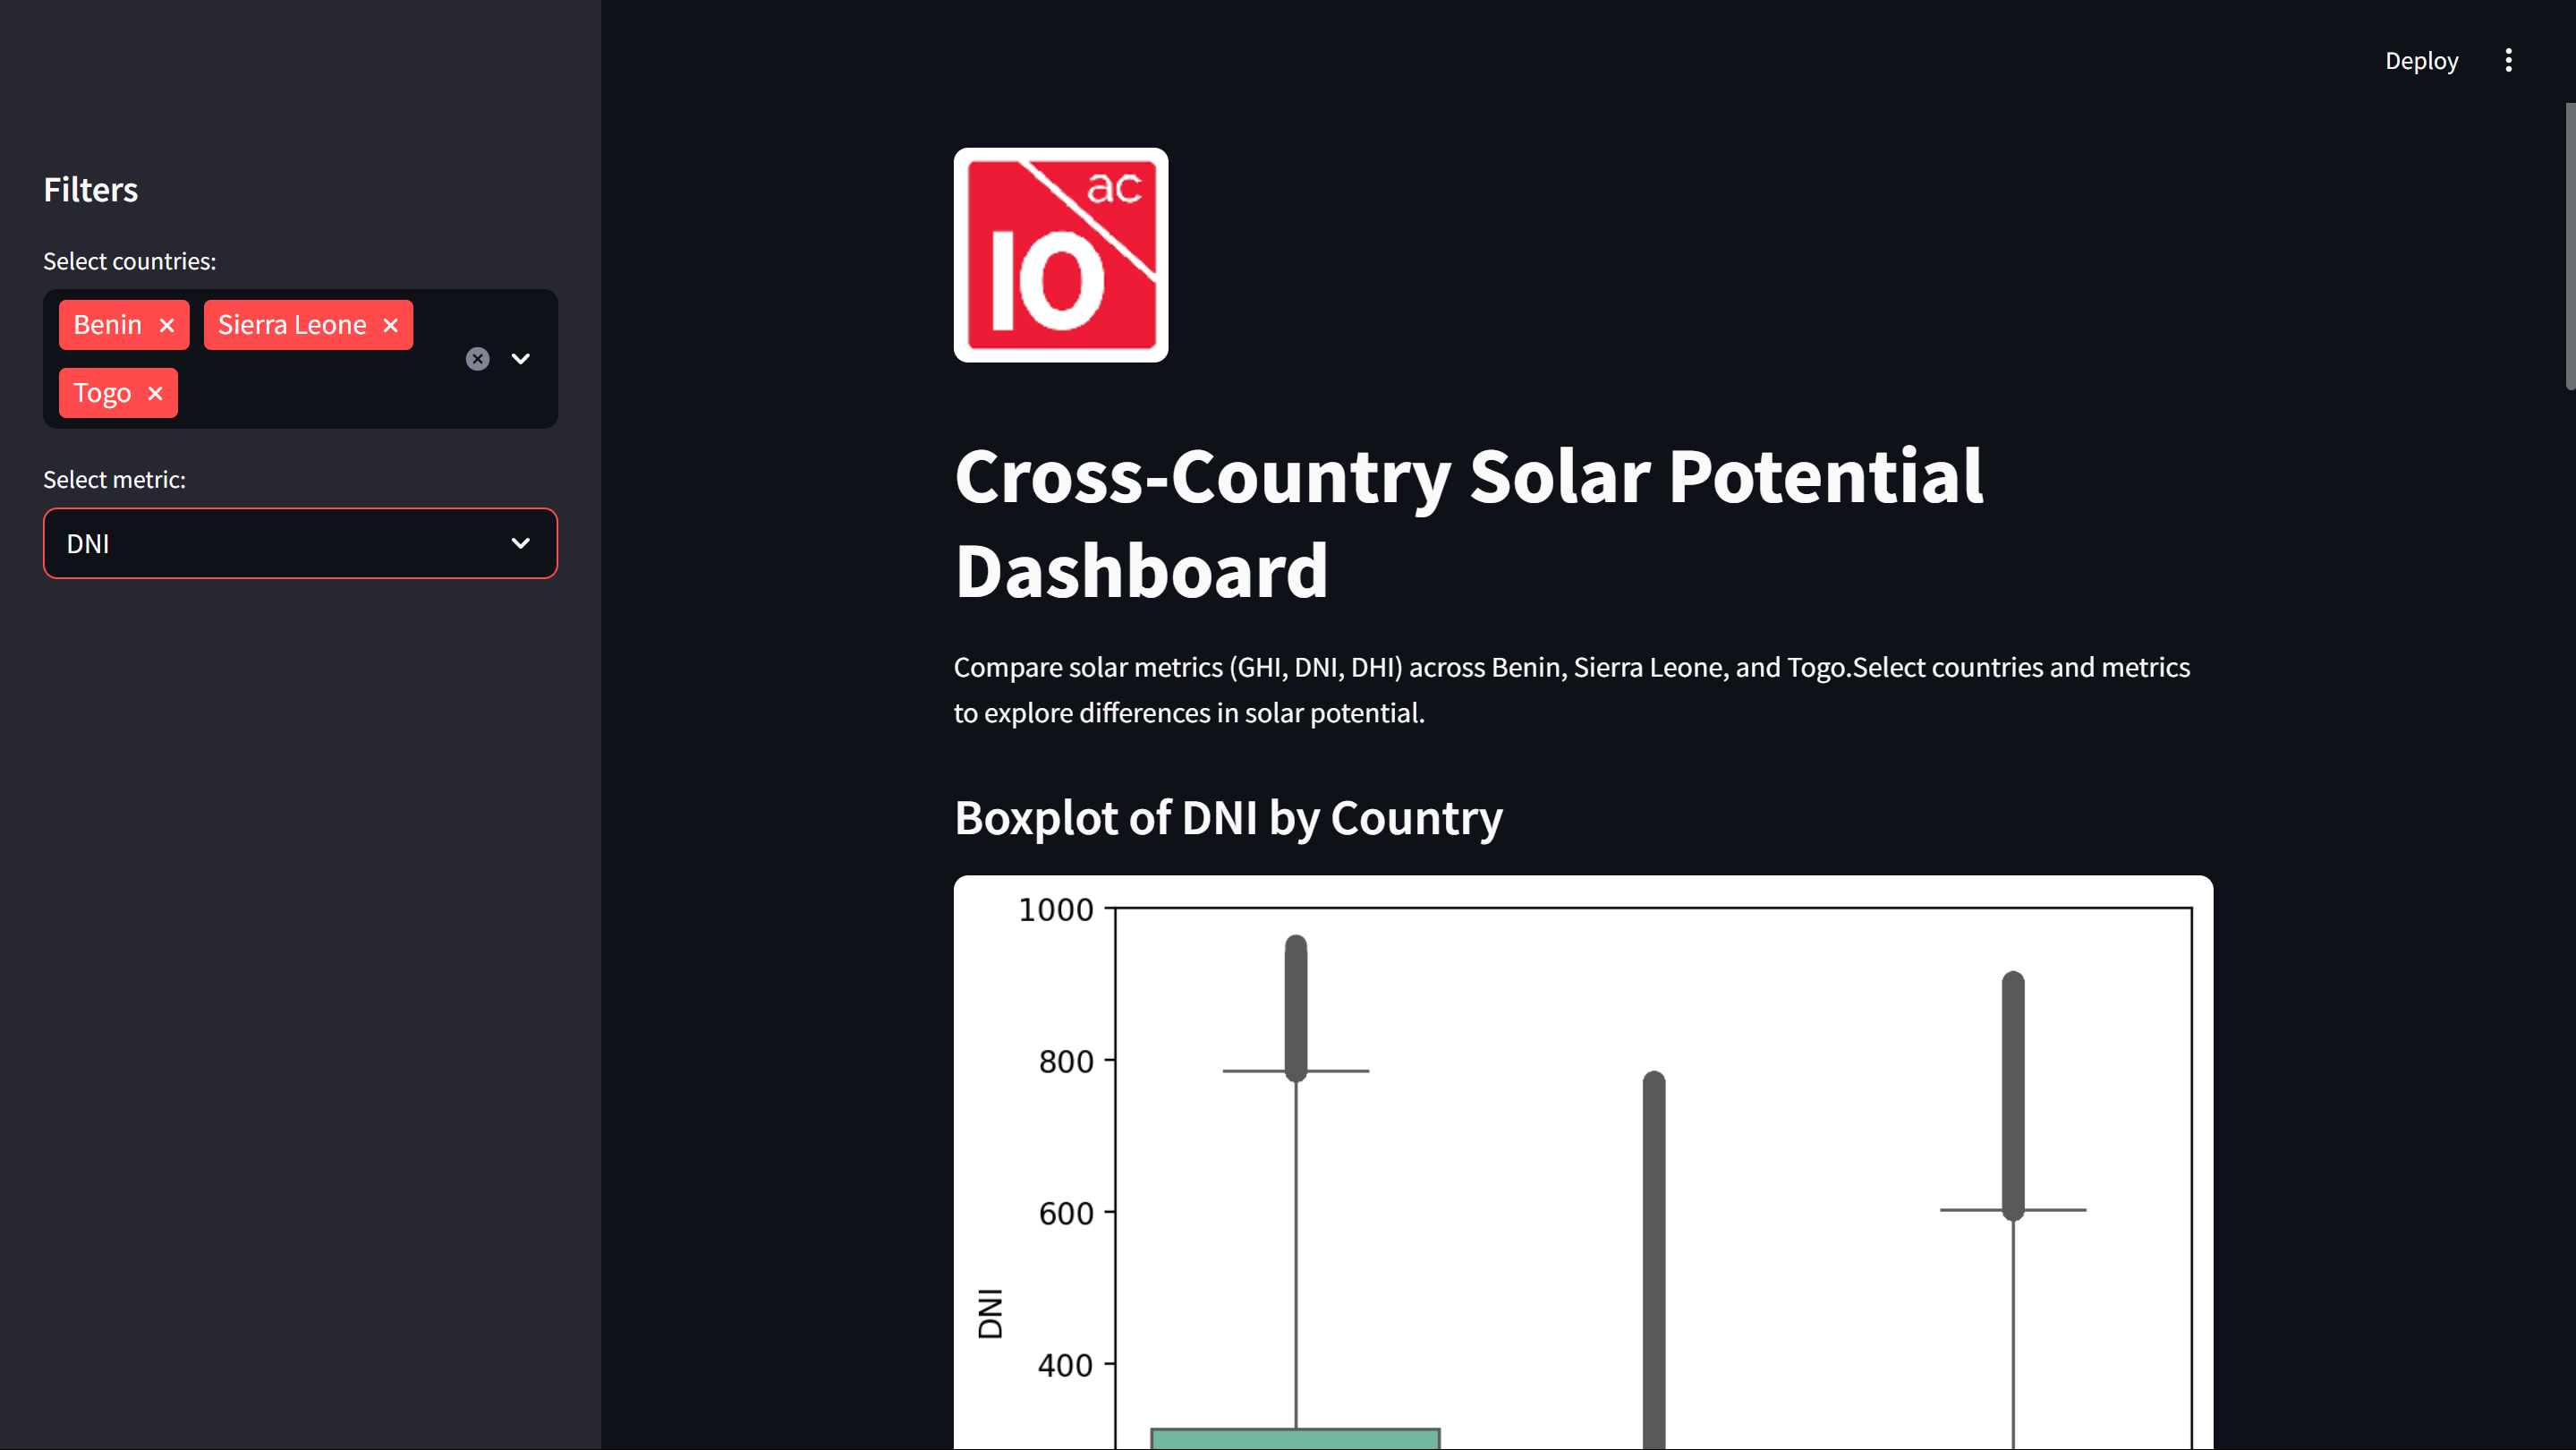 Deploy
Filters
Select countries:
Benin
Sierra Leone
Togo
Select metric:
DNI
ac
10
Cross-Country Solar Potential
Dashboard
Compare solar metrics (GHI, DNI, DHI) across Benin, Sierra Leone, and Togo.Select countries and metrics
to explore differences in solar potential.
Boxplot of DNI by Country
1000
800
600
400
DNI